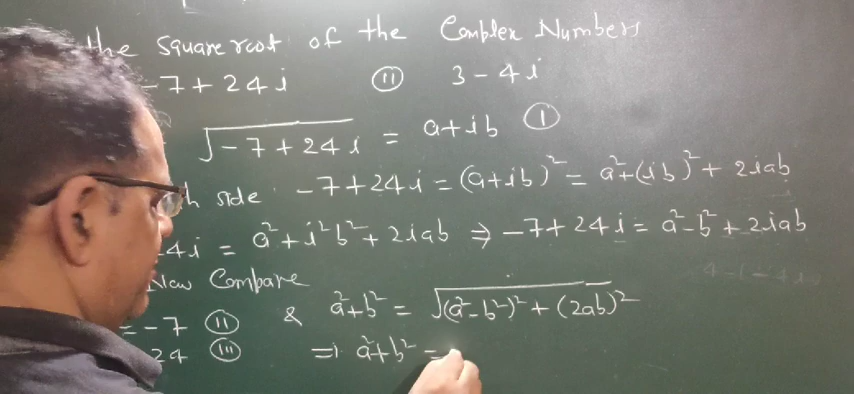 the Square root of the Complex Numbers
-7+24i (ii) 3-4i
√-7+24i = a+ib (i)
side -7+24i = (a+ib)² = a²+(ib)²+2iab
4i = a²+i²b²+2iab ⇒ -7+24i = a²-b²+2iab
Now Compare
= -7 (ii) & a²+b² = √(a²-b²)²+(2ab)²
24 (iii) ⇒ a²+b² =